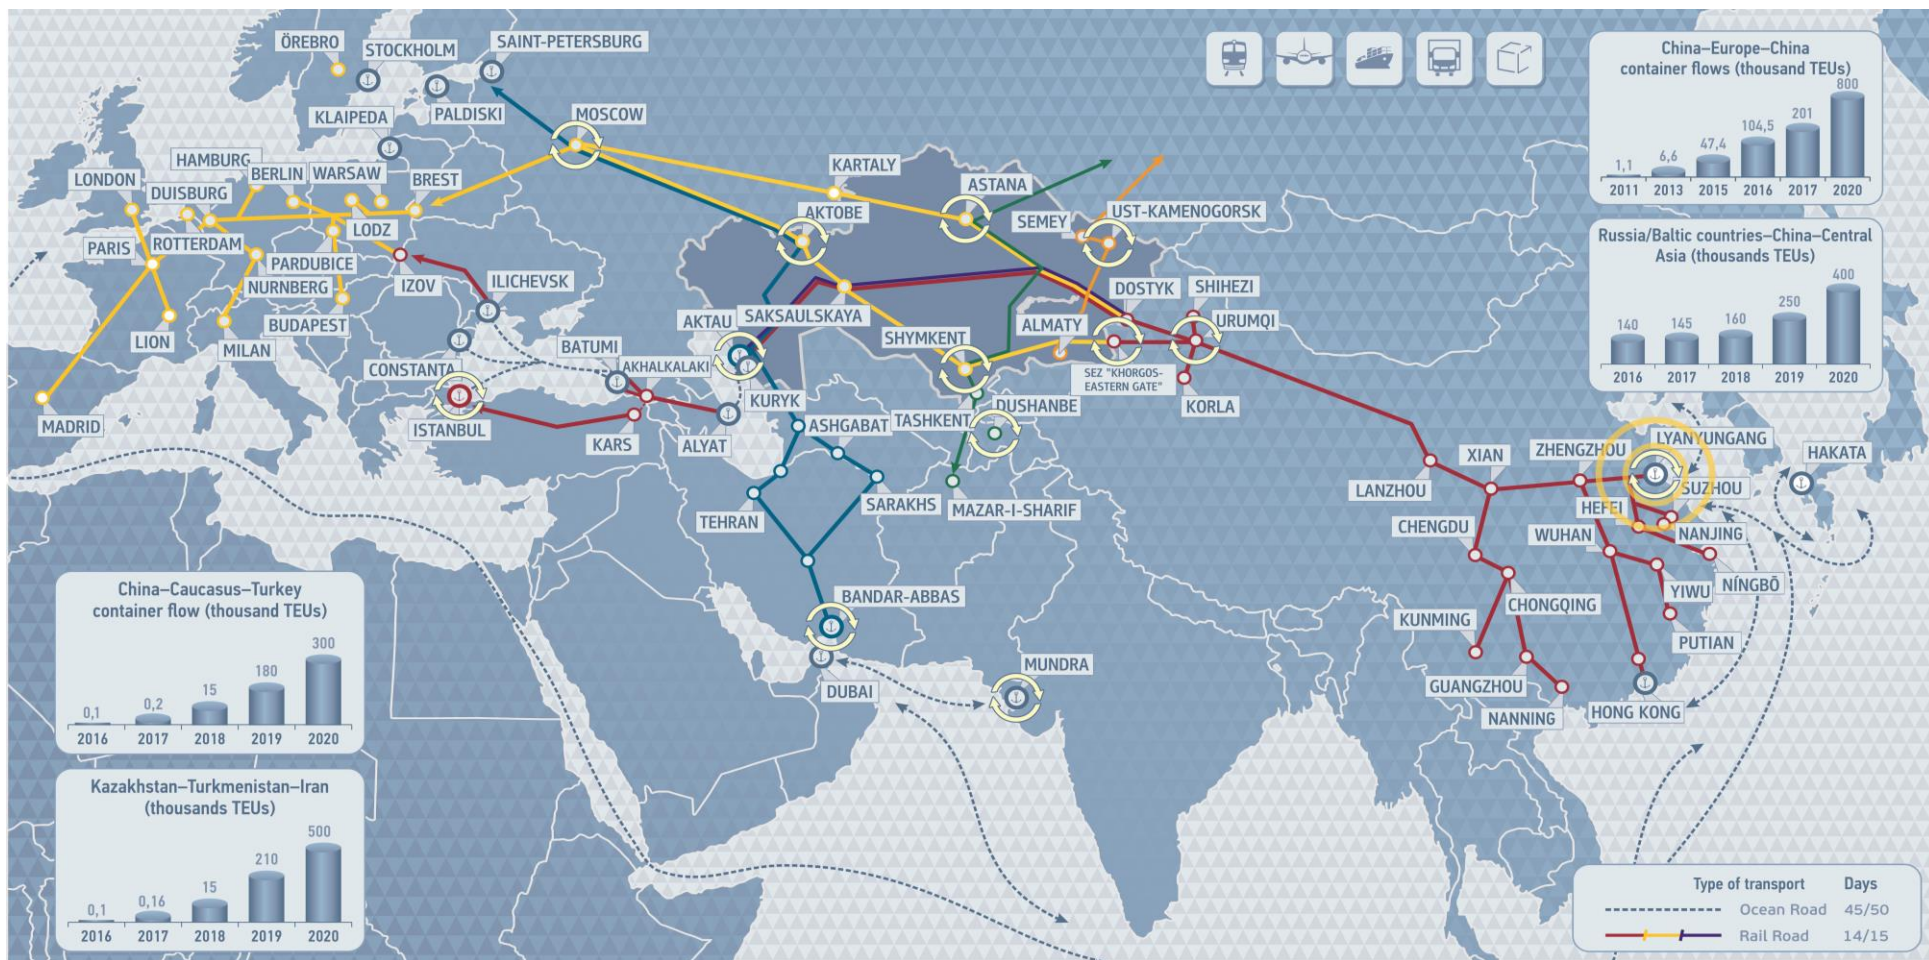 ÖREBRO
STOCKHOLM
SAINT-PETERSBURG
PALDISKI
KLAIPEDA
MOSCOW
HAMBURG
BERLIN
WARSAW
BREST
LONDON
DUISBURG
PARIS
ROTTERDAM
LODZ
PARDUBICE
NURNBERG
IZOV
ILICHEVSK
BUDAPEST
LION
MILAN
MADRID
CONSTANTA
ISTANBUL
BATUMI
AKHALKALAKI
KARS
ALYAT
KARTALY
ASTANA
AKTOBE
SEMEY
UST-KAMENOGORSK
SAKSAULSKAYA
AKTAU
KURYK
SHYMKENT
ALMATY
DOSTYK
SHIHEZI
URUMQI
SEZ "KHORGOS-
EASTERN GATE"
KORLA
TASHKENT
DUSHANBE
ASHGABAT
SARAKHS
MAZAR-I-SHARIF
TEHRAN
BANDAR-ABBAS
DUBAI
MUNDRA
LANZHOU
XIAN
ZHENGZHOU
LYANYUNGANG
SUZHOU
HAKATA
HEFEI
NANJING
CHENGDU
WUHAN
NÍNGBŌ
YIWU
PUTIAN
CHONGQING
KUNMING
GUANGZHOU
NANNING
HONG KONG
China–Europe–China
container flows (thousand TEUs)
1,1 6,6 47,4 104,5 201 800
2011 2013 2015 2016 2017 2020
Russia/Baltic countries–China–Central
Asia (thousands TEUs)
140 145 160 250 400
2016 2017 2018 2019 2020
China–Caucasus–Turkey
container flow (thousand TEUs)
0,1 0,2 15 180 300
2016 2017 2018 2019 2020
Kazakhstan–Turkmenistan–Iran
(thousands TEUs)
0,1 0,16 15 210 500
2016 2017 2018 2019 2020
Type of transport Days
Ocean Road 45/50
Rail Road 14/15